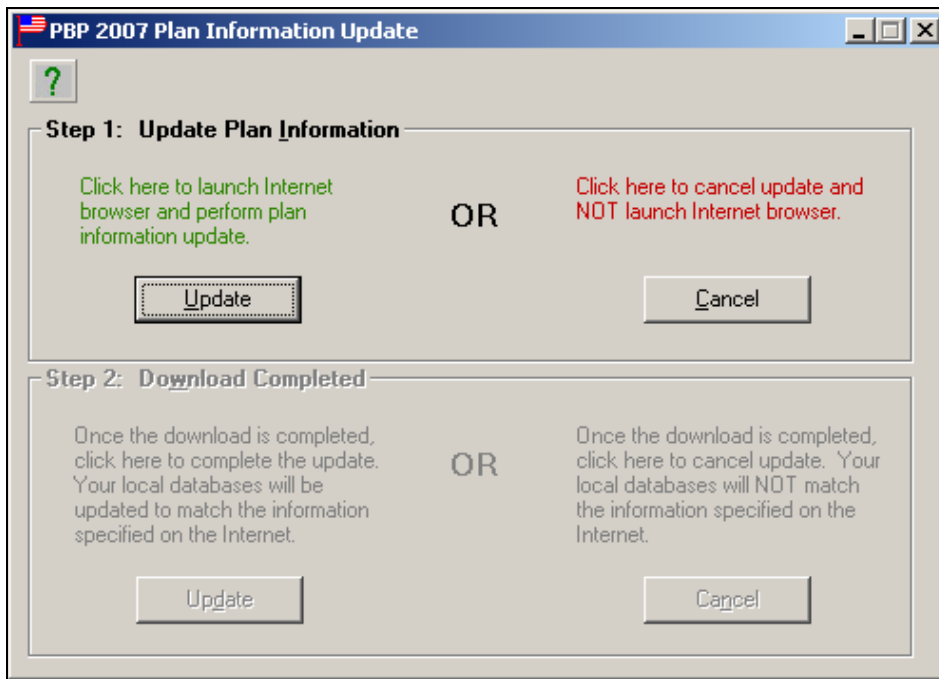 PBP 2007 Plan Information Update
?
Step 1: Update Plan Information
Click here to launch Internet
browser and perform plan
information update.
OR
Click here to cancel update and
NOT launch Internet browser.
Update
Cancel
Step 2: Download Completed
Once the download is completed,
click here to complete the update.
Your local databases will be
updated to match the information
specified on the Internet.
OR
Once the download is completed,
click here to cancel update. Your
local databases will NOT match
the information specified on the
Internet.
Update
Cancel